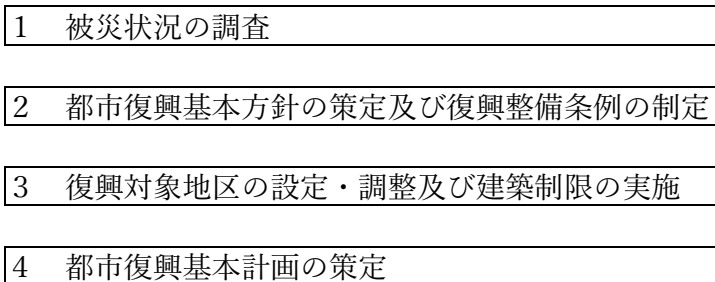 1 被災状況の調査
2 都市復興基本方針の策定及び復興整備条例の制定
3 復興対象地区の設定・調整及び建築制限の実施
4 都市復興基本計画の策定